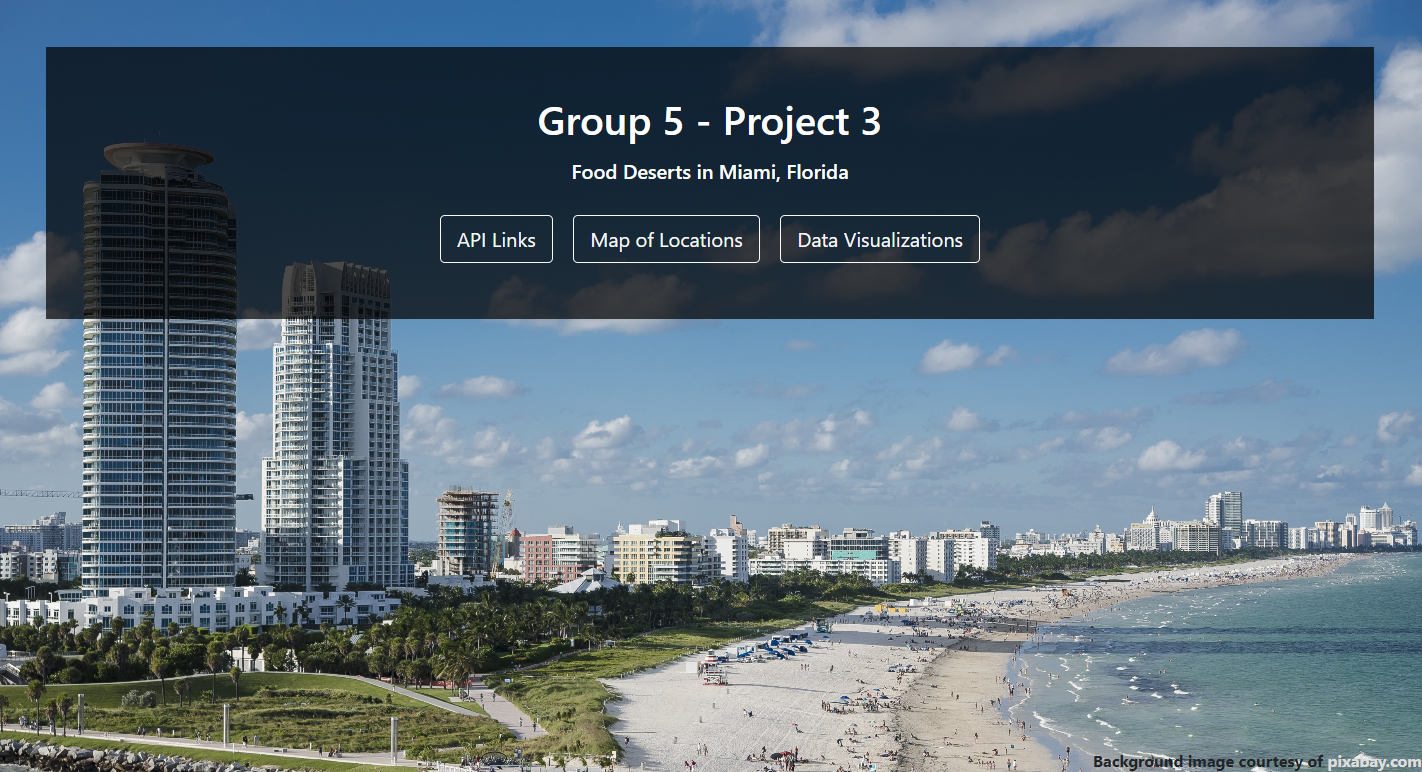 Group 5 - Project 3
Food Deserts in Miami, Florida
API Links
Map of Locations
Data Visualizations
Background image courtesy of pixabay.com